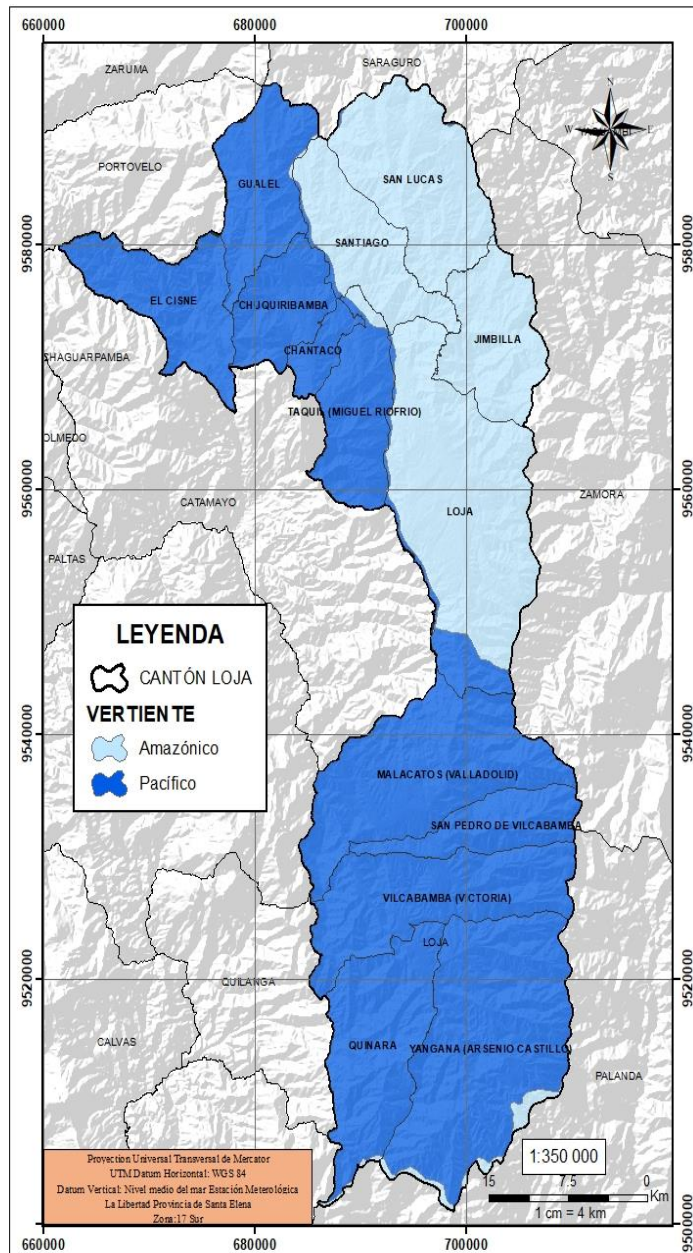 660000 680000 700000
SARAGURO
ZARUMA
N
W E
S
PORTOVELO
GUALEL
SAN LUCAS
9580000 9580000
SANTIAGO
EL CISNE
CHUQUIRIBAMBA
JIMBILLA
CHANTACO
CHAGUARPAMBA
TAQUIL (MIGUEL RIOFRIO)
OLMEDO
9560000 9560000
CATAMAYO
ZAMORA
LOJA
PALTAS
LEYENDA
CANTÓN LOJA
VERTIENTE
Amazónico
Pacífico
9540000 9540000
MALACATOS (VALLADOLID)
SAN PEDRO DE VILCABAMBA
VILCABAMBA (VICTORIA)
LOJA
QUILANGA
9520000 9520000
CALVAS
QUINARA
YANGANA (ARSENIO CASTILLO)
PALANDA
Proyection Universal Transversal de Mercator
UTM Datum Horizontal: WGS 84
Datum Vertical: Nivel medio del mar Estación Meterológica
La Libertad Provincia de Santa Elena
Zona:17 Sur
1:350 000
15 7.5 0
Km
1 cm = 4 km
9500000 9500000
660000 680000 700000